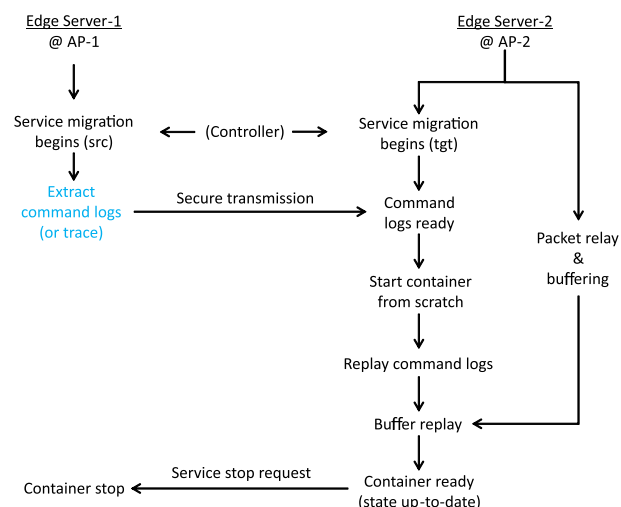 Edge Server-1
@ AP-1
Edge Server-2
@ AP-2
Service migration
begins (src)
(Controller)
Service migration
begins (tgt)
Extract
command logs
(or trace)
Secure transmission
Command
logs ready
Packet relay
&
buffering
Start container
from scratch
Replay command logs
Buffer replay
Container stop
Service stop request
Container ready
(state up-to-date)